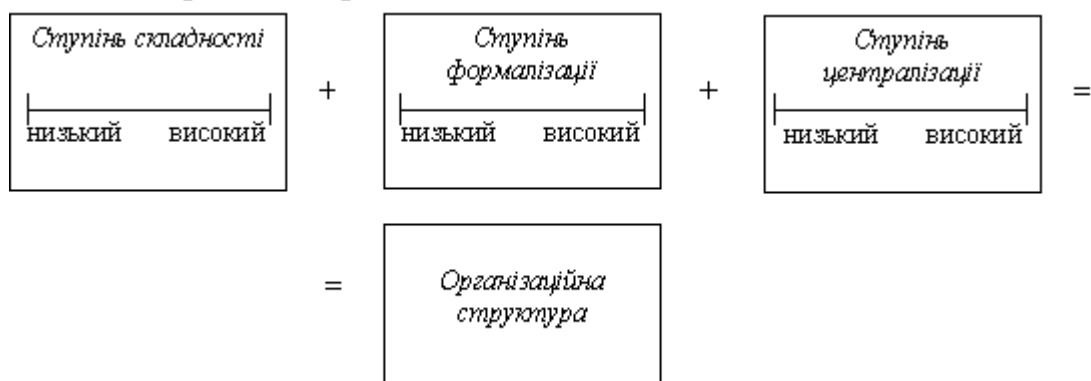 Ступінь складності
низький високий
+
Ступінь
формалізації
низький високий
+
Ступінь
централізації
низький високий
=
=
Організаційна
структура